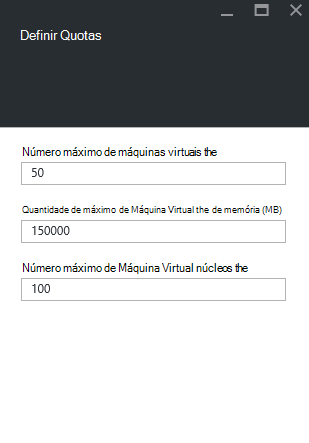 Definir Quotas
Número máximo de máquinas virtuais the
50
Quantidade de máximo de Máquina Virtual the de memória (MB)
150000
Número máximo de Máquina Virtual núcleos the
100